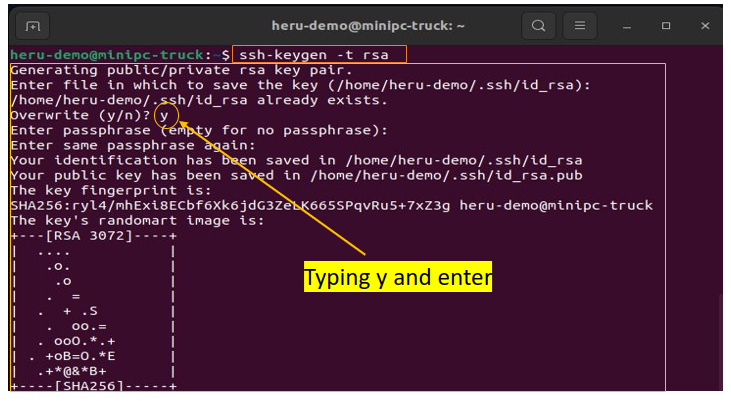 heru-demo@minipc-truck: ~
heru-demo@minipc-truck:~$ ssh-keygen -t rsa
Generating public/private rsa key pair.
Enter file in which to save the key (/home/heru-demo/.ssh/id_rsa):
/home/heru-demo/.ssh/id_rsa already exists.
Overwrite (y/n)? y
Enter passphrase (empty for no passphrase):
Enter same passphrase again:
Your identification has been saved in /home/heru-demo/.ssh/id_rsa
Your public key has been saved in /home/heru-demo/.ssh/id_rsa.pub
The key fingerprint is:
SHA256:ryl4/mhExi8ECbf6Xk6jdG3ZeLK665SPqvRu5+7xZ3g heru-demo@minipc-truck
The key's randomart image is:
+---[RSA 3072]----+
|  ....           |
|   .o.           |
|    .o           |
|   .  =          |
|  .  + .S        |
|   .  oo.=       |
|  . ooO.*.+      |
| . +oB=O.*E      |
|  .+*@&*B+       |
+----[SHA256]-----+
Typing y and enter